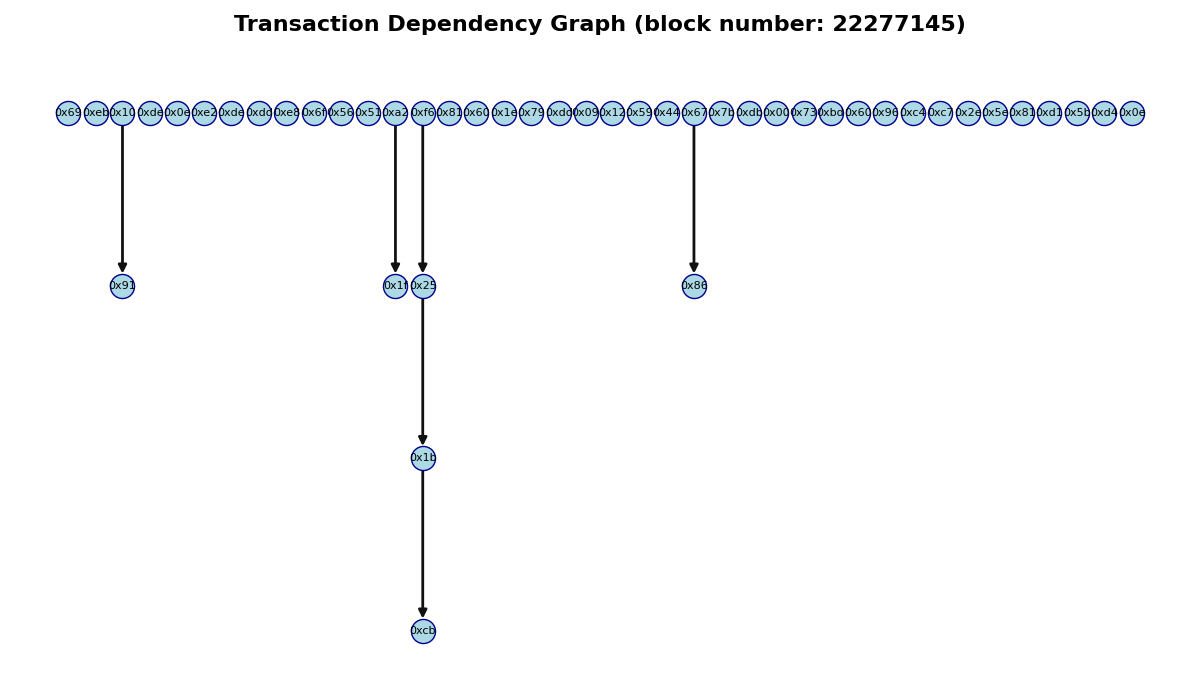 Transaction Dependency Graph (block number: 22277145)
0x69 0xeb 0x10 0xde 0x0e 0xe2 0xde 0xdd 0xe8 0x6f 0x56 0x51 0xa2 0xf6 0x81 0x60 0x1e 0x79 0xdd 0x09 0x12 0x59 0x44 0x67 0x7b 0xdb 0x00 0x73 0xbd 0x60 0x96 0xc4 0xc7 0x2e 0x5e 0x81 0xd1 0x5b 0xd4 0x0e
0x91 0x1f 0x25 0x86
0x1b
0xcb